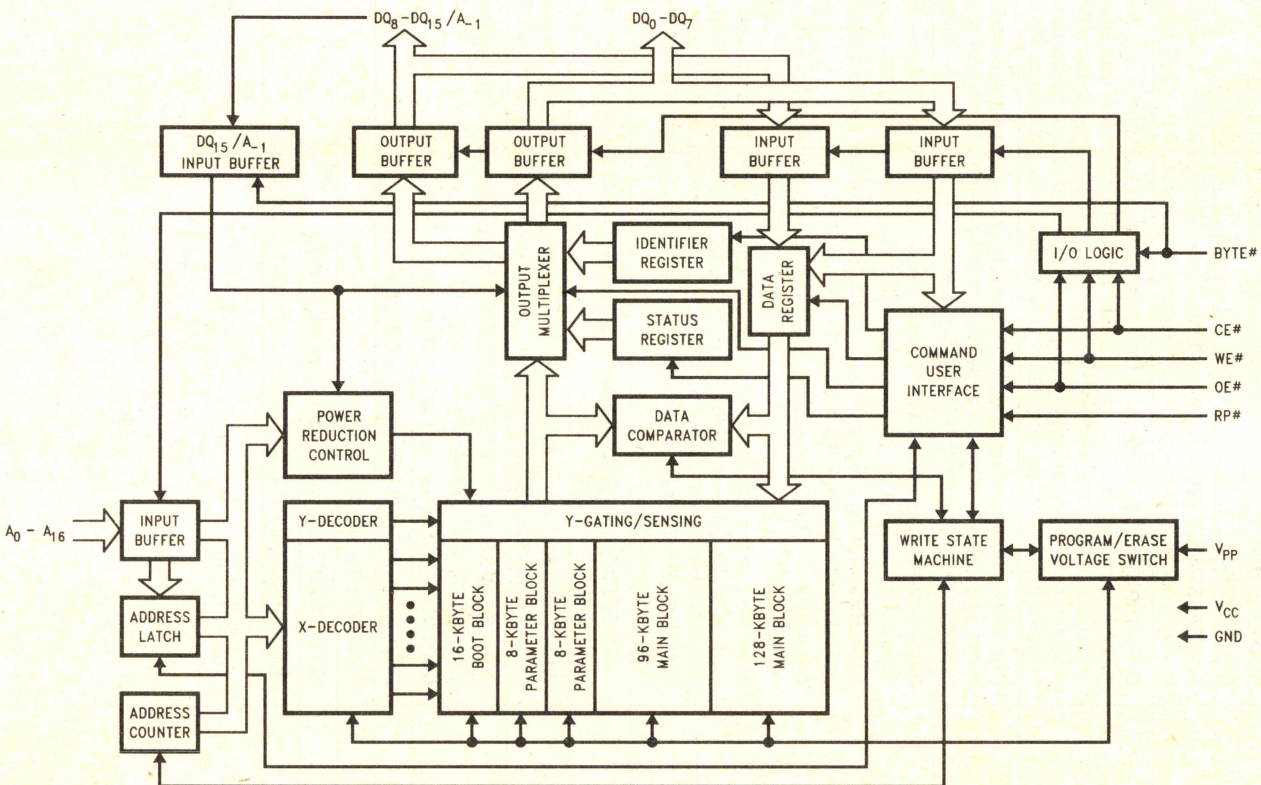 DQ8–DQ15/A−1
DQ0–DQ7
DQ15/A−1
INPUT BUFFER
OUTPUT
BUFFER
OUTPUT
BUFFER
INPUT
BUFFER
INPUT
BUFFER
OUTPUT
MULTIPLEXER
IDENTIFIER
REGISTER
STATUS
REGISTER
DATA
REGISTER
I/O LOGIC
BYTE#
CE#
WE#
OE#
RP#
COMMAND
USER
INTERFACE
POWER
REDUCTION
CONTROL
DATA
COMPARATOR
A0 – A16
INPUT
BUFFER
Y-DECODER
Y-GATING/SENSING
WRITE STATE
MACHINE
PROGRAM/ERASE
VOLTAGE SWITCH
VPP
VCC
GND
ADDRESS
LATCH
X-DECODER
16-KBYTE
BOOT BLOCK
8-KBYTE
PARAMETER BLOCK
8-KBYTE
PARAMETER BLOCK
96-KBYTE
MAIN BLOCK
128-KBYTE
MAIN BLOCK
ADDRESS
COUNTER